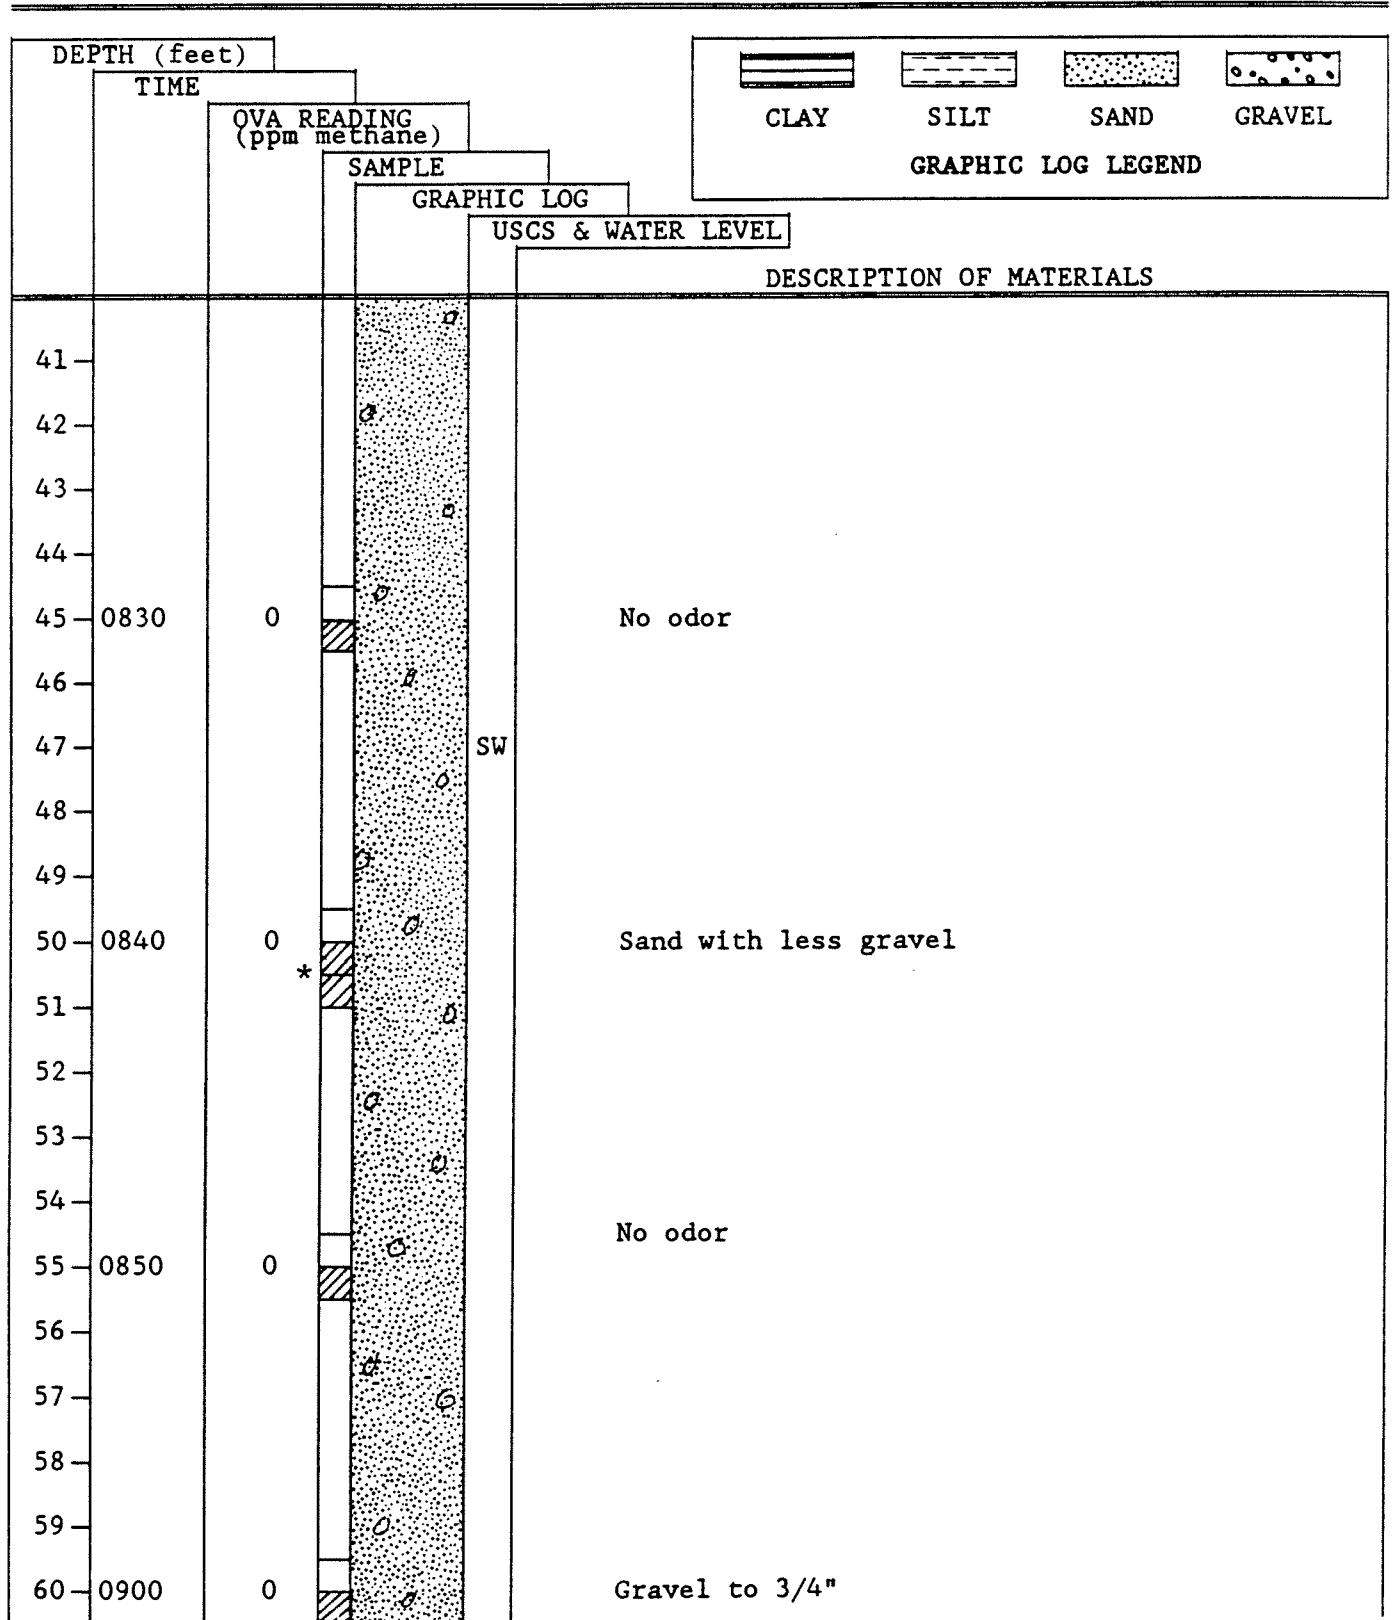 DEPTH (feet)
TIME
OVA READING
(ppm methane)
SAMPLE
GRAPHIC LOG
USCS & WATER LEVEL
CLAY SILT SAND GRAVEL
GRAPHIC LOG LEGEND
DESCRIPTION OF MATERIALS
41
42
43
44
45 0830 0 No odor
46
47 SW
48
49
50 0840 0 Sand with less gravel
*
51
52
53
54
No odor
55 0850 0
56
57
58
59
60 0900 0 Gravel to 3/4"